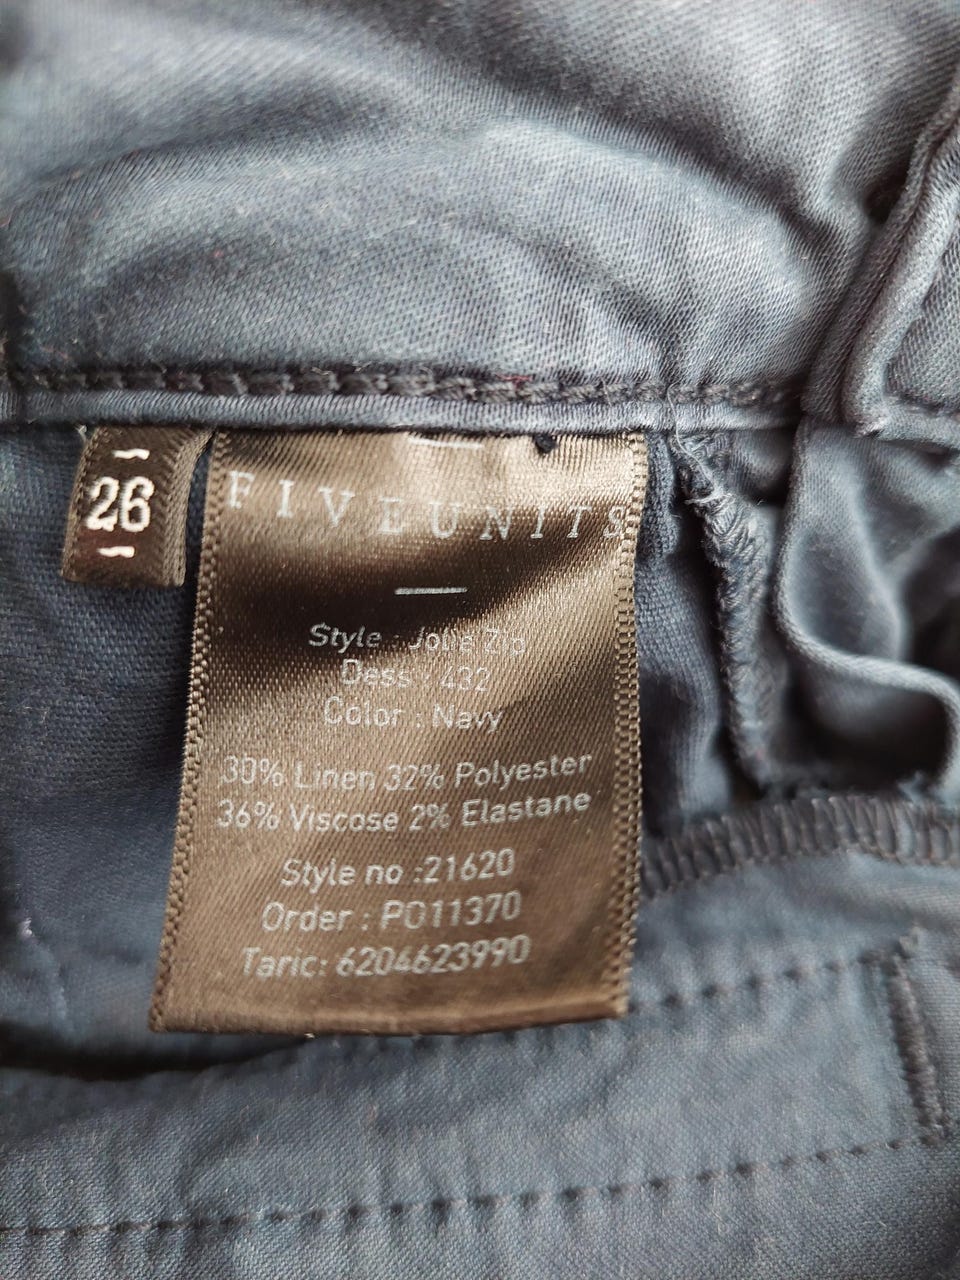 26
FIVEUNITS
Style : Jolie Zip
Dess : 432
Color : Navy
30% Linen 32% Polyester
36% Viscose 2% Elastane
Style no :21620
Order : PO11370
Taric: 6204623990